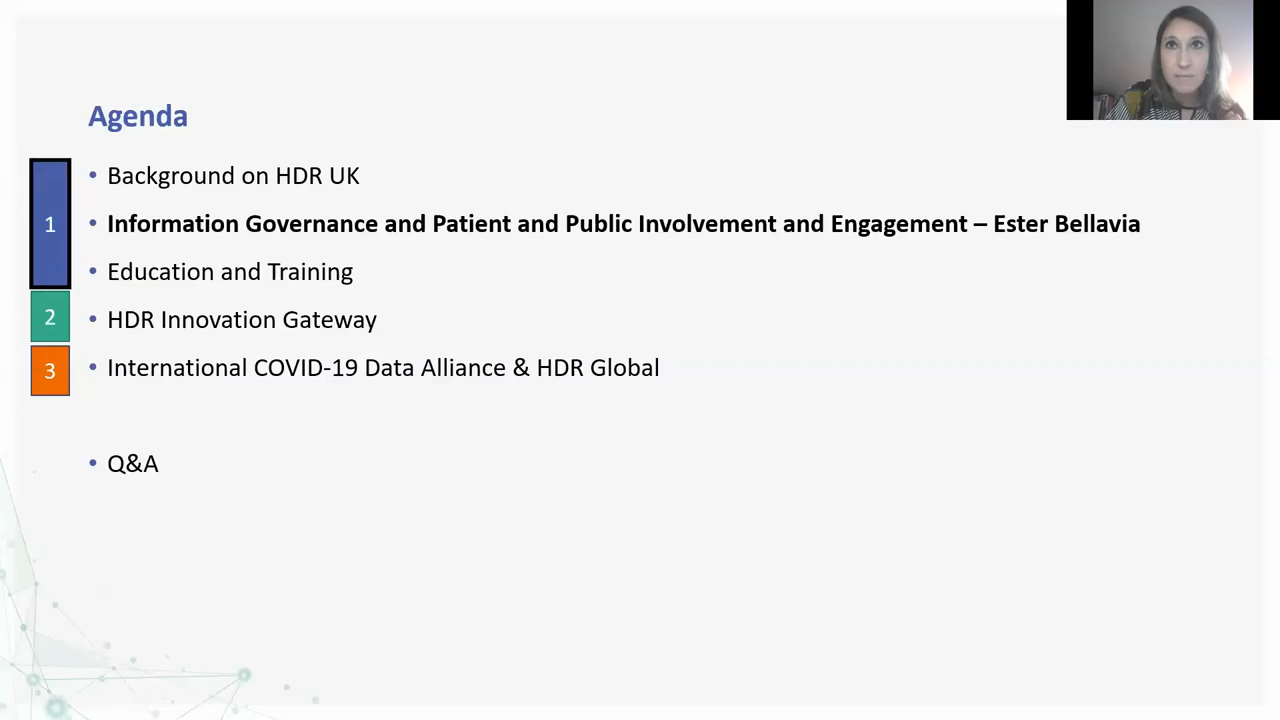 Agenda
• Background on HDR UK
1
• Information Governance and Patient and Public Involvement and Engagement – Ester Bellavia
• Education and Training
2
• HDR Innovation Gateway
3
• International COVID-19 Data Alliance & HDR Global
• Q&A